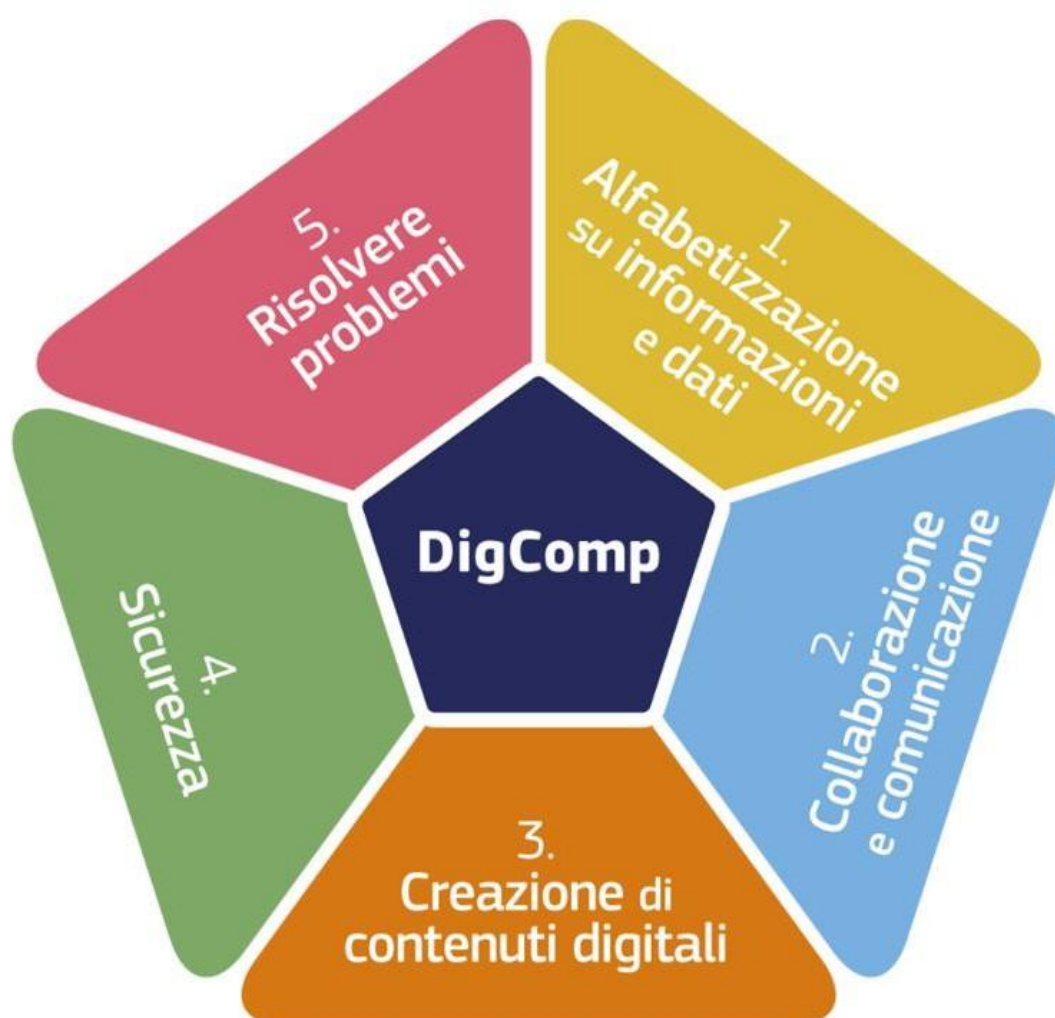 1.
Alfabetizzazione
su informazioni
e dati
2.
Collaborazione
e comunicazione
3.
Creazione di
contenuti digitali
4.
Sicurezza
5.
Risolvere
problemi
DigComp